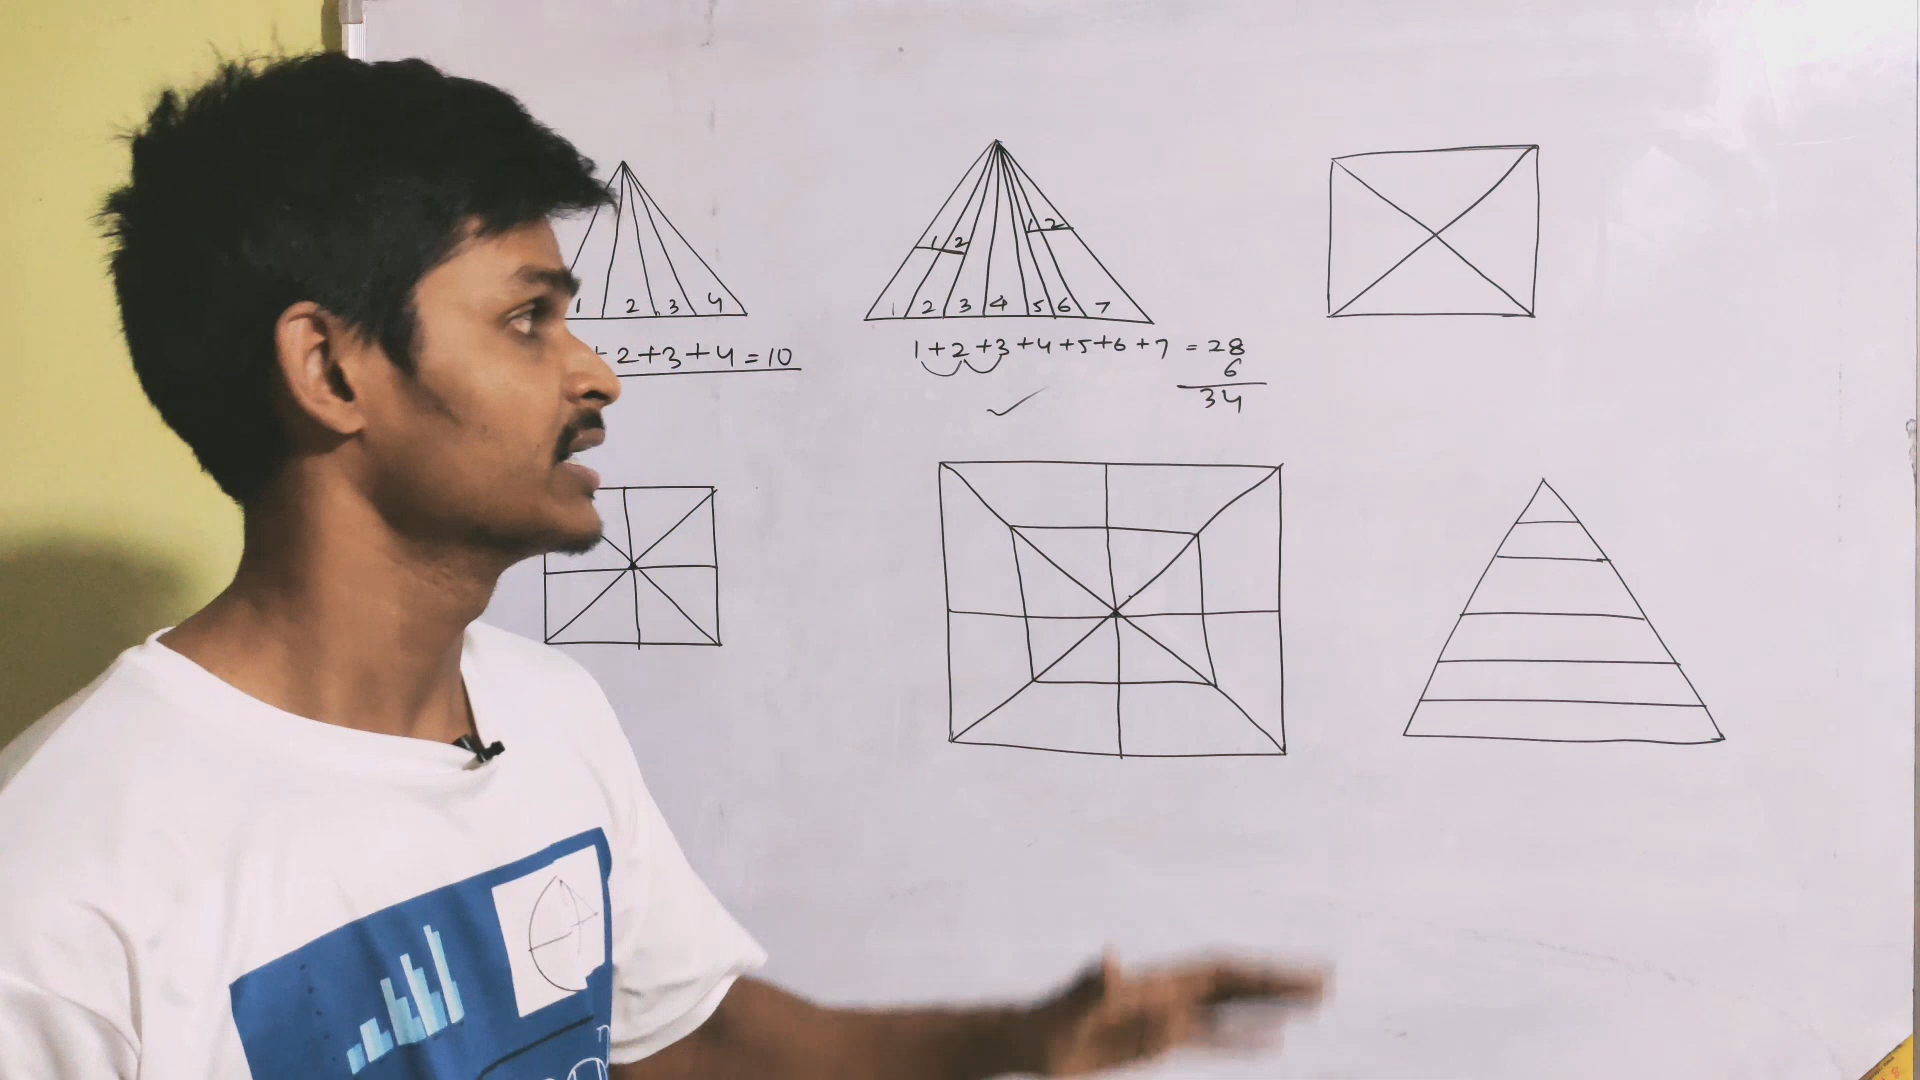 1 2 3 4
+ 2 + 3 + 4 = 10
1 2
1 2
1 2 3 4 5 6 7
1 + 2 + 3 + 4 + 5 + 6 + 7 = 28
6
34